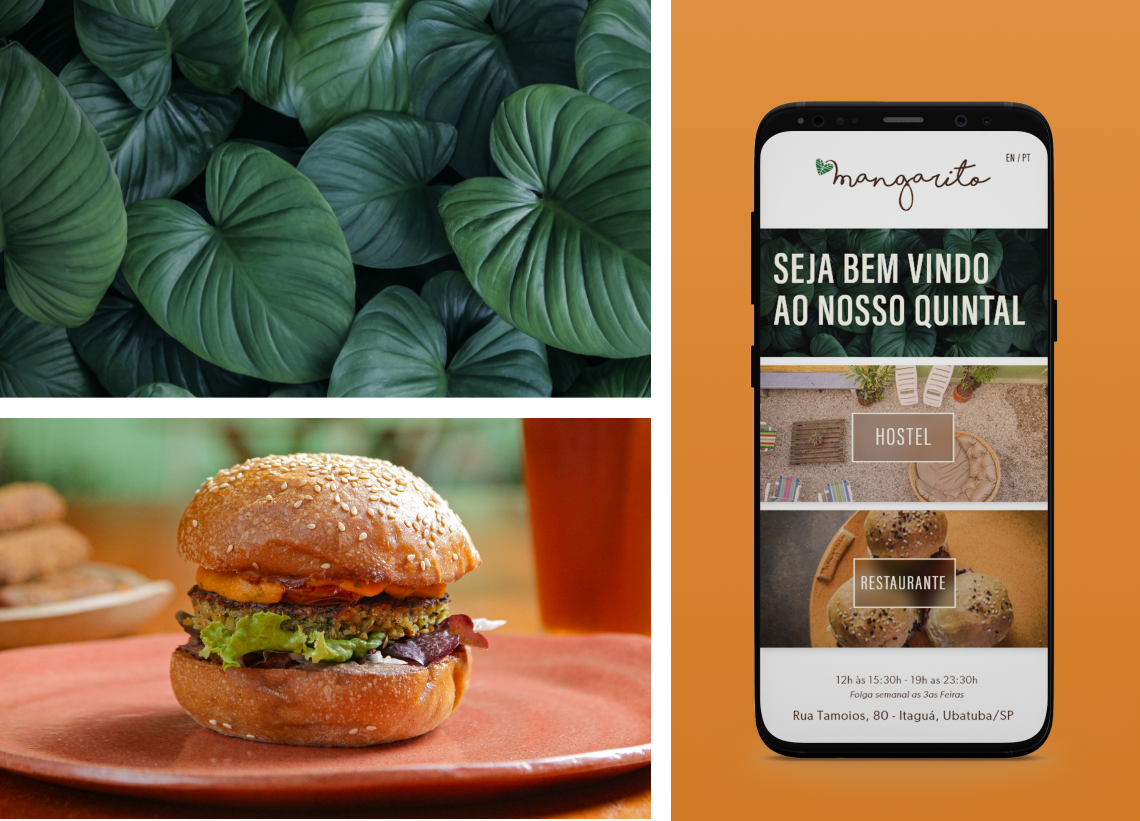 EN / PT
mangarito
SEJA BEM VINDO
AO NOSSO QUINTAL
HOSTEL
RESTAURANTE
12h às 15:30h - 19h as 23:30h
Folga semanal as 3as Feiras
Rua Tamoios, 80 - Itaguá, Ubatuba/SP